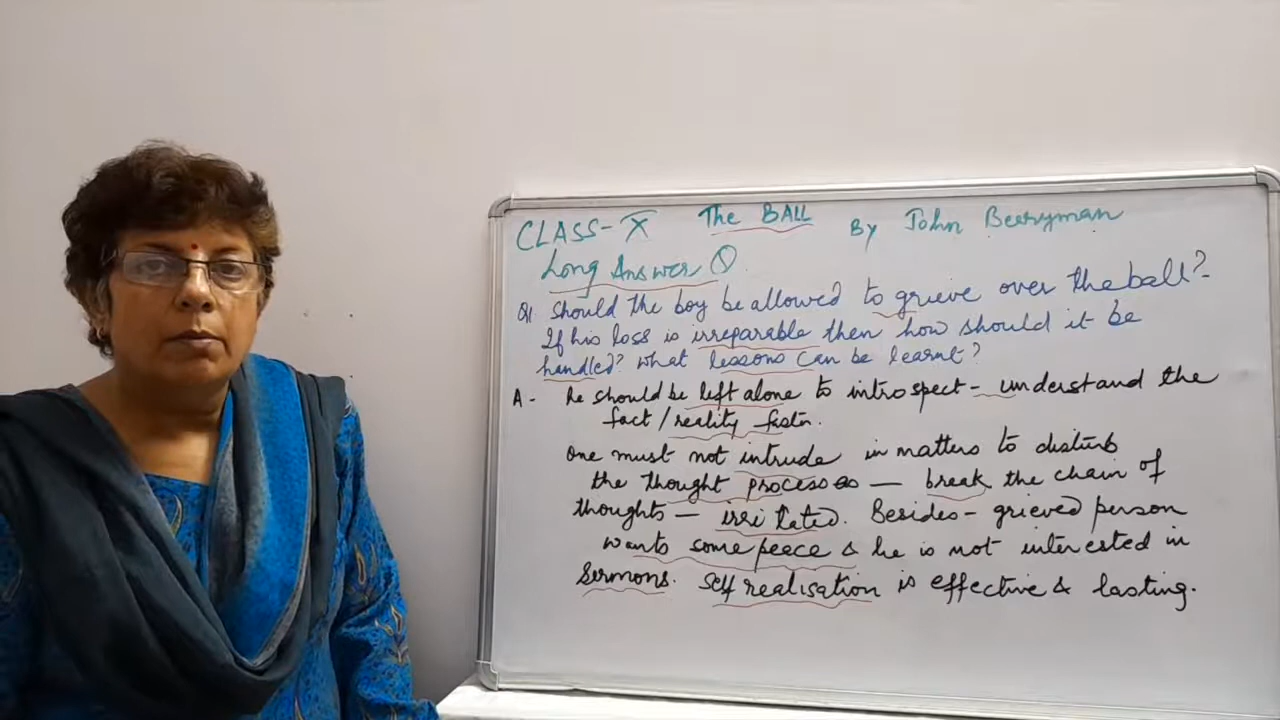 CLASS-X The BALL By John Berryman
Long Answer Q
Q1 Should the boy be allowed to grieve over the ball?
If his loss is irreparable then how should it be
handled? What lessons can be learnt?
A- He should be left alone to introspect - understand the
fact/reality faster.
One must not intrude in matters to disturb
the thought process — break the chain of
thoughts — irritated. Besides - grieved person
wants some peace & he is not interested in
Sermons. Self realisation is effective & lasting.